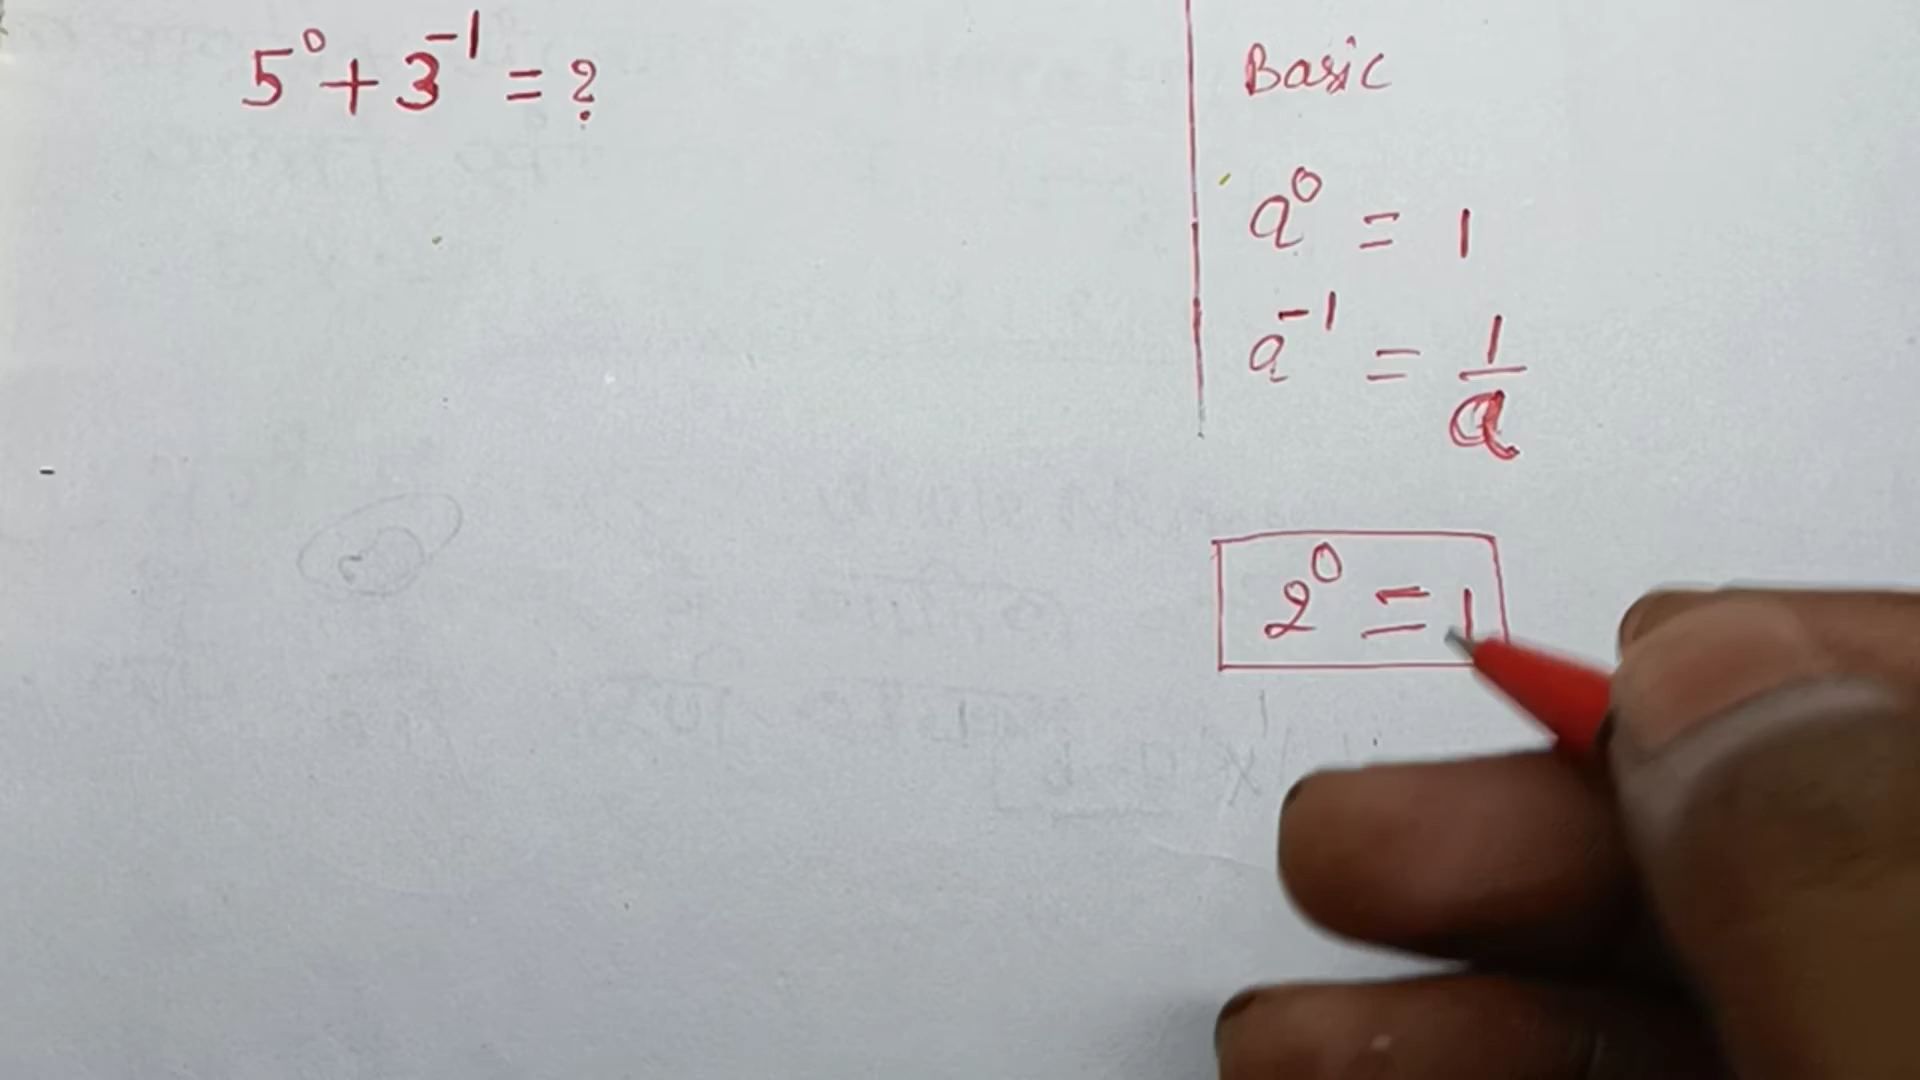 5⁰ + 3⁻¹ = ?
Basic
a⁰ = 1
a⁻¹ = 1/a
2⁰ = 1